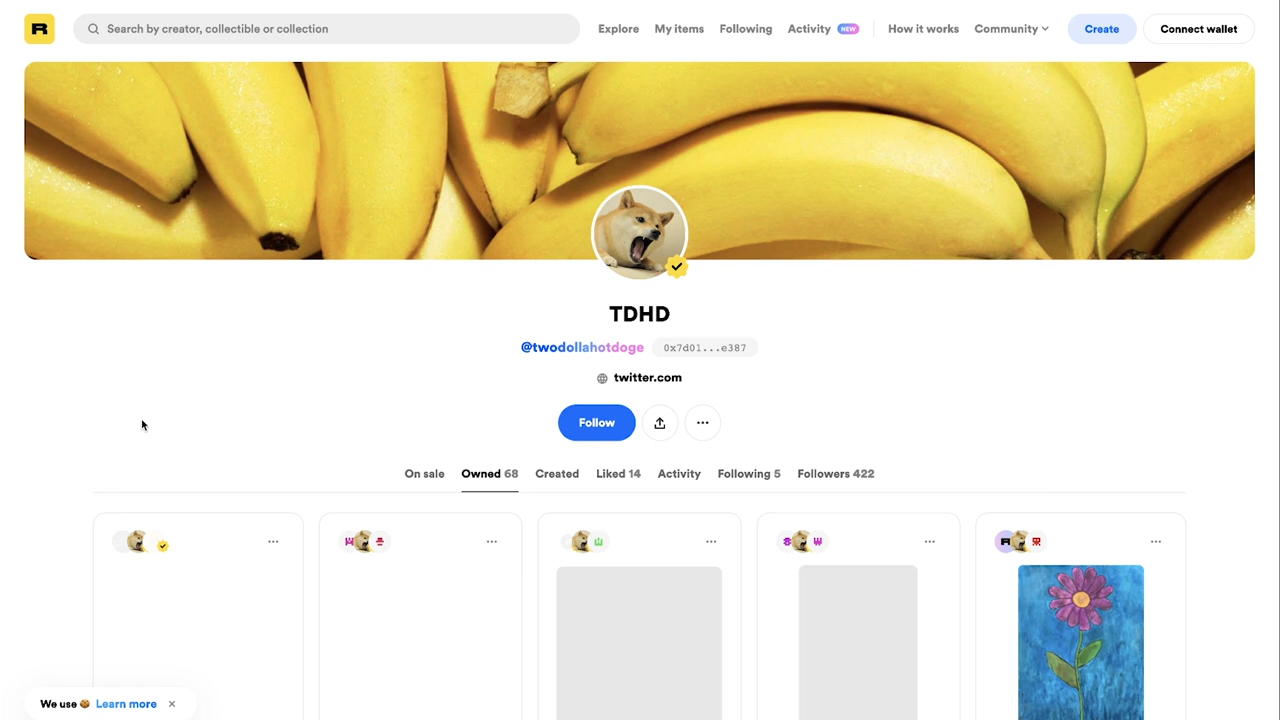 R
Search by creator, collectible or collection
Explore
My items
Following
Activity NEW
How it works
Community
Create
Connect wallet
TDHD
@twodollahotdoge
0x7d01...e387
twitter.com
Follow
On sale
Owned 68
Created
Liked 14
Activity
Following 5
Followers 422
We use 🍪 Learn more